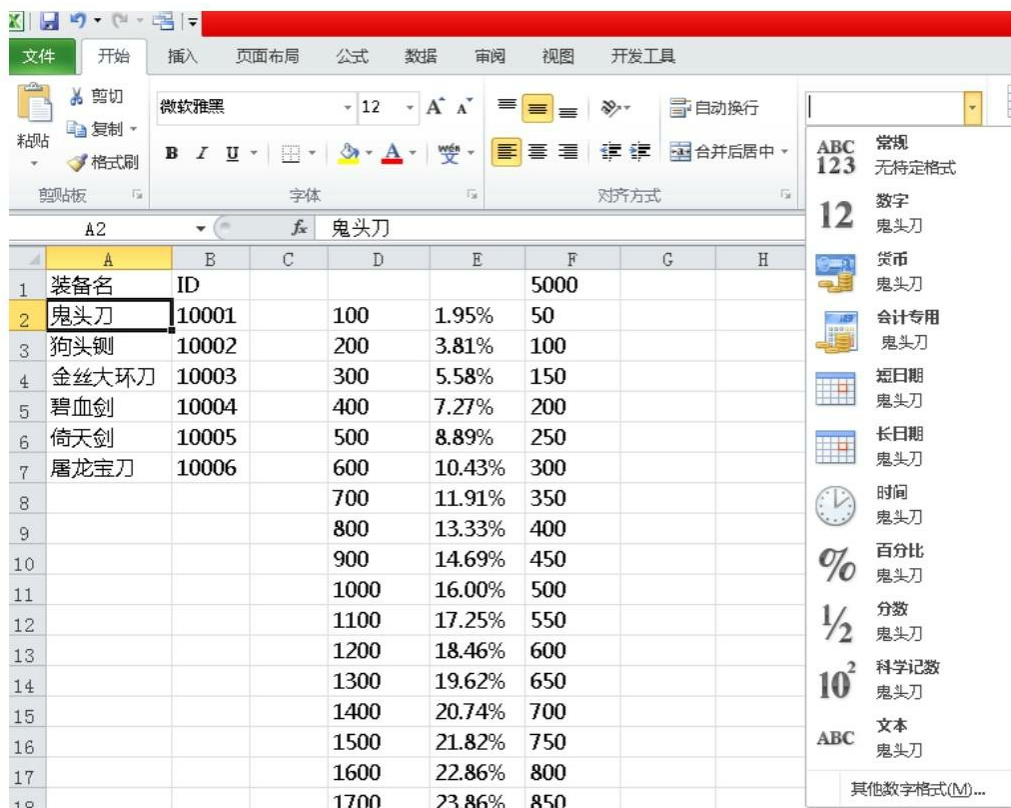 文件 开始 插入 页面布局 公式 数据 审阅 视图 开发工具
粘贴
剪切
复制
格式刷
剪贴板
微软雅黑 12 A A
B I U A wén 变
字体
自动换行
合并后居中
对齐方式
A2 fx 鬼头刀
A B C D E F G H
1 装备名 ID 5000
2 鬼头刀 10001 100 1.95% 50
3 狗头铡 10002 200 3.81% 100
4 金丝大环刀 10003 300 5.58% 150
5 碧血剑 10004 400 7.27% 200
6 倚天剑 10005 500 8.89% 250
7 屠龙宝刀 10006 600 10.43% 300
8 700 11.91% 350
9 800 13.33% 400
10 900 14.69% 450
11 1000 16.00% 500
12 1100 17.25% 550
13 1200 18.46% 600
14 1300 19.62% 650
15 1400 20.74% 700
16 1500 21.82% 750
17 1600 22.86% 800
18 1700 23.86% 850
ABC 123 常规
无特定格式
12 数字
鬼头刀
货币
鬼头刀
会计专用
鬼头刀
短日期
鬼头刀
长日期
鬼头刀
时间
鬼头刀
% 百分比
鬼头刀
1/2 分数
鬼头刀
10² 科学记数
鬼头刀
ABC 文本
鬼头刀
其他数字格式(M)...